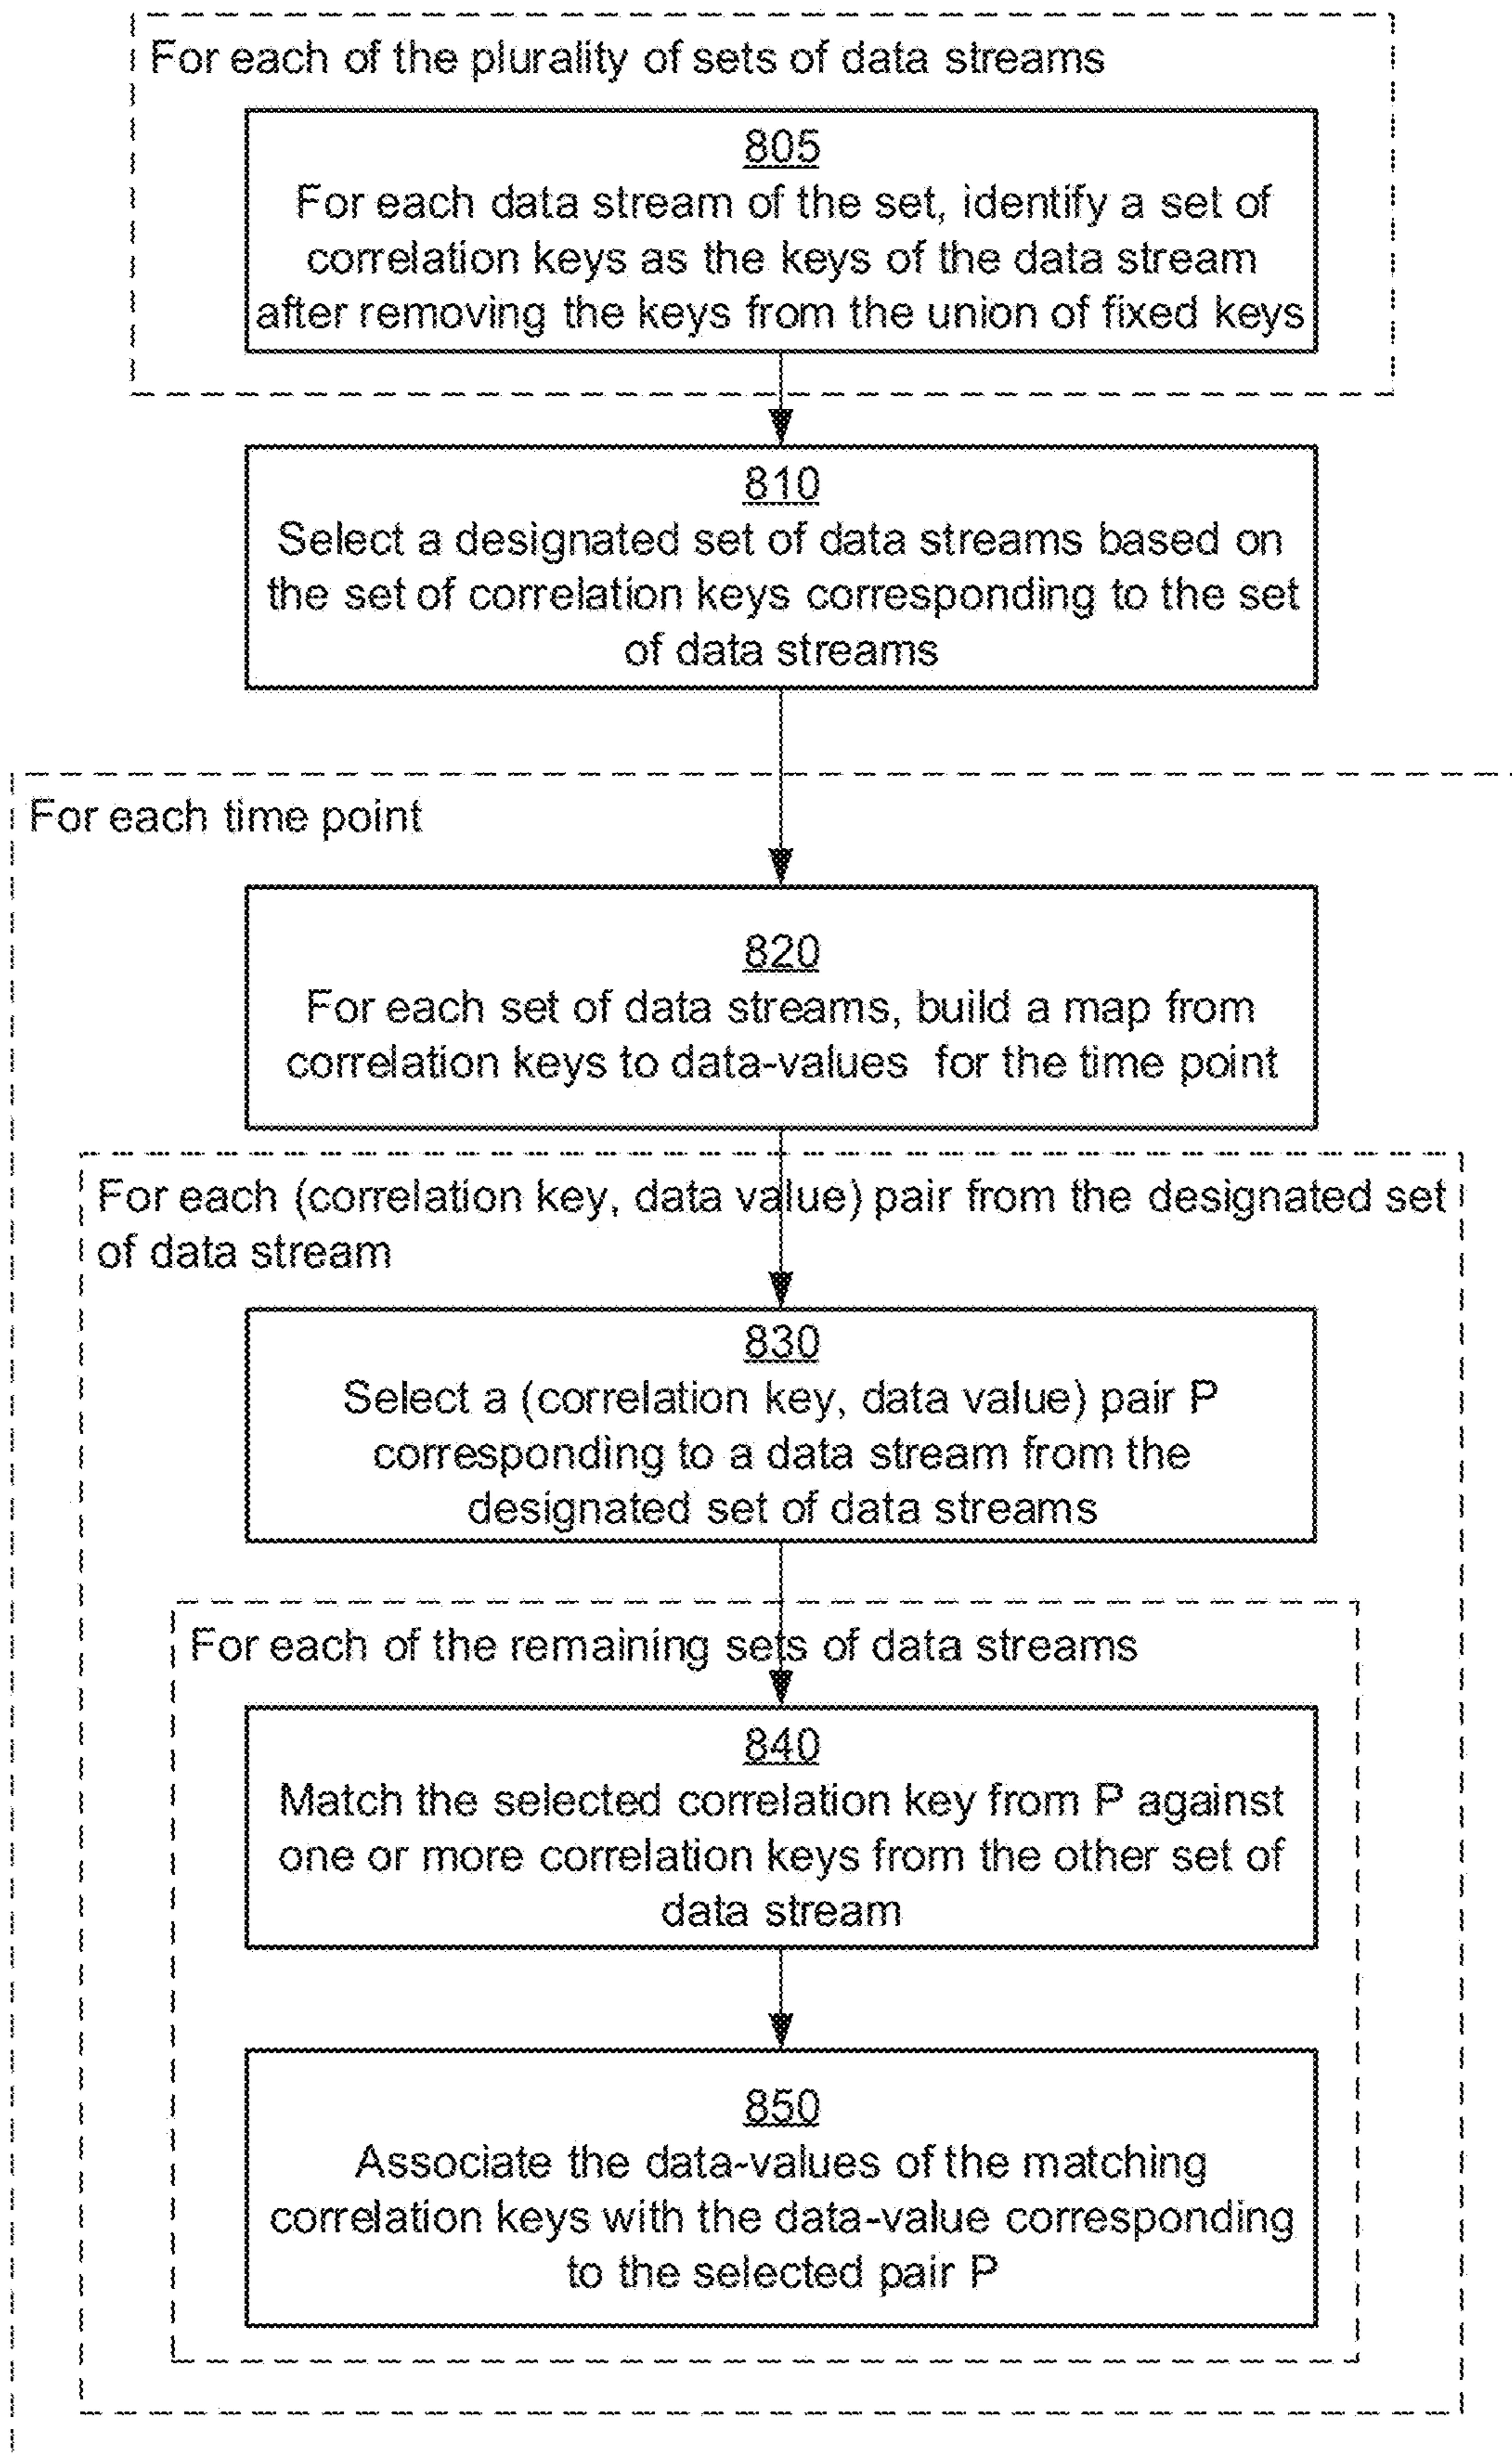 For each of the plurality of sets of data streams
805
For each data stream of the set, identify a set of
correlation keys as the keys of the data stream
after removing the keys from the union of fixed keys
810
Select a designated set of data streams based on
the set of correlation keys corresponding to the set
of data streams
For each time point
820
For each set of data streams, build a map from
correlation keys to data-values for the time point
For each (correlation key, data value) pair from the designated set
of data stream
830
Select a (correlation key, data value) pair P
corresponding to a data stream from the
designated set of data streams
For each of the remaining sets of data streams
840
Match the selected correlation key from P against
one or more correlation keys from the other set of
data stream
850
Associate the data-values of the matching
correlation keys with the data-value corresponding
to the selected pair P